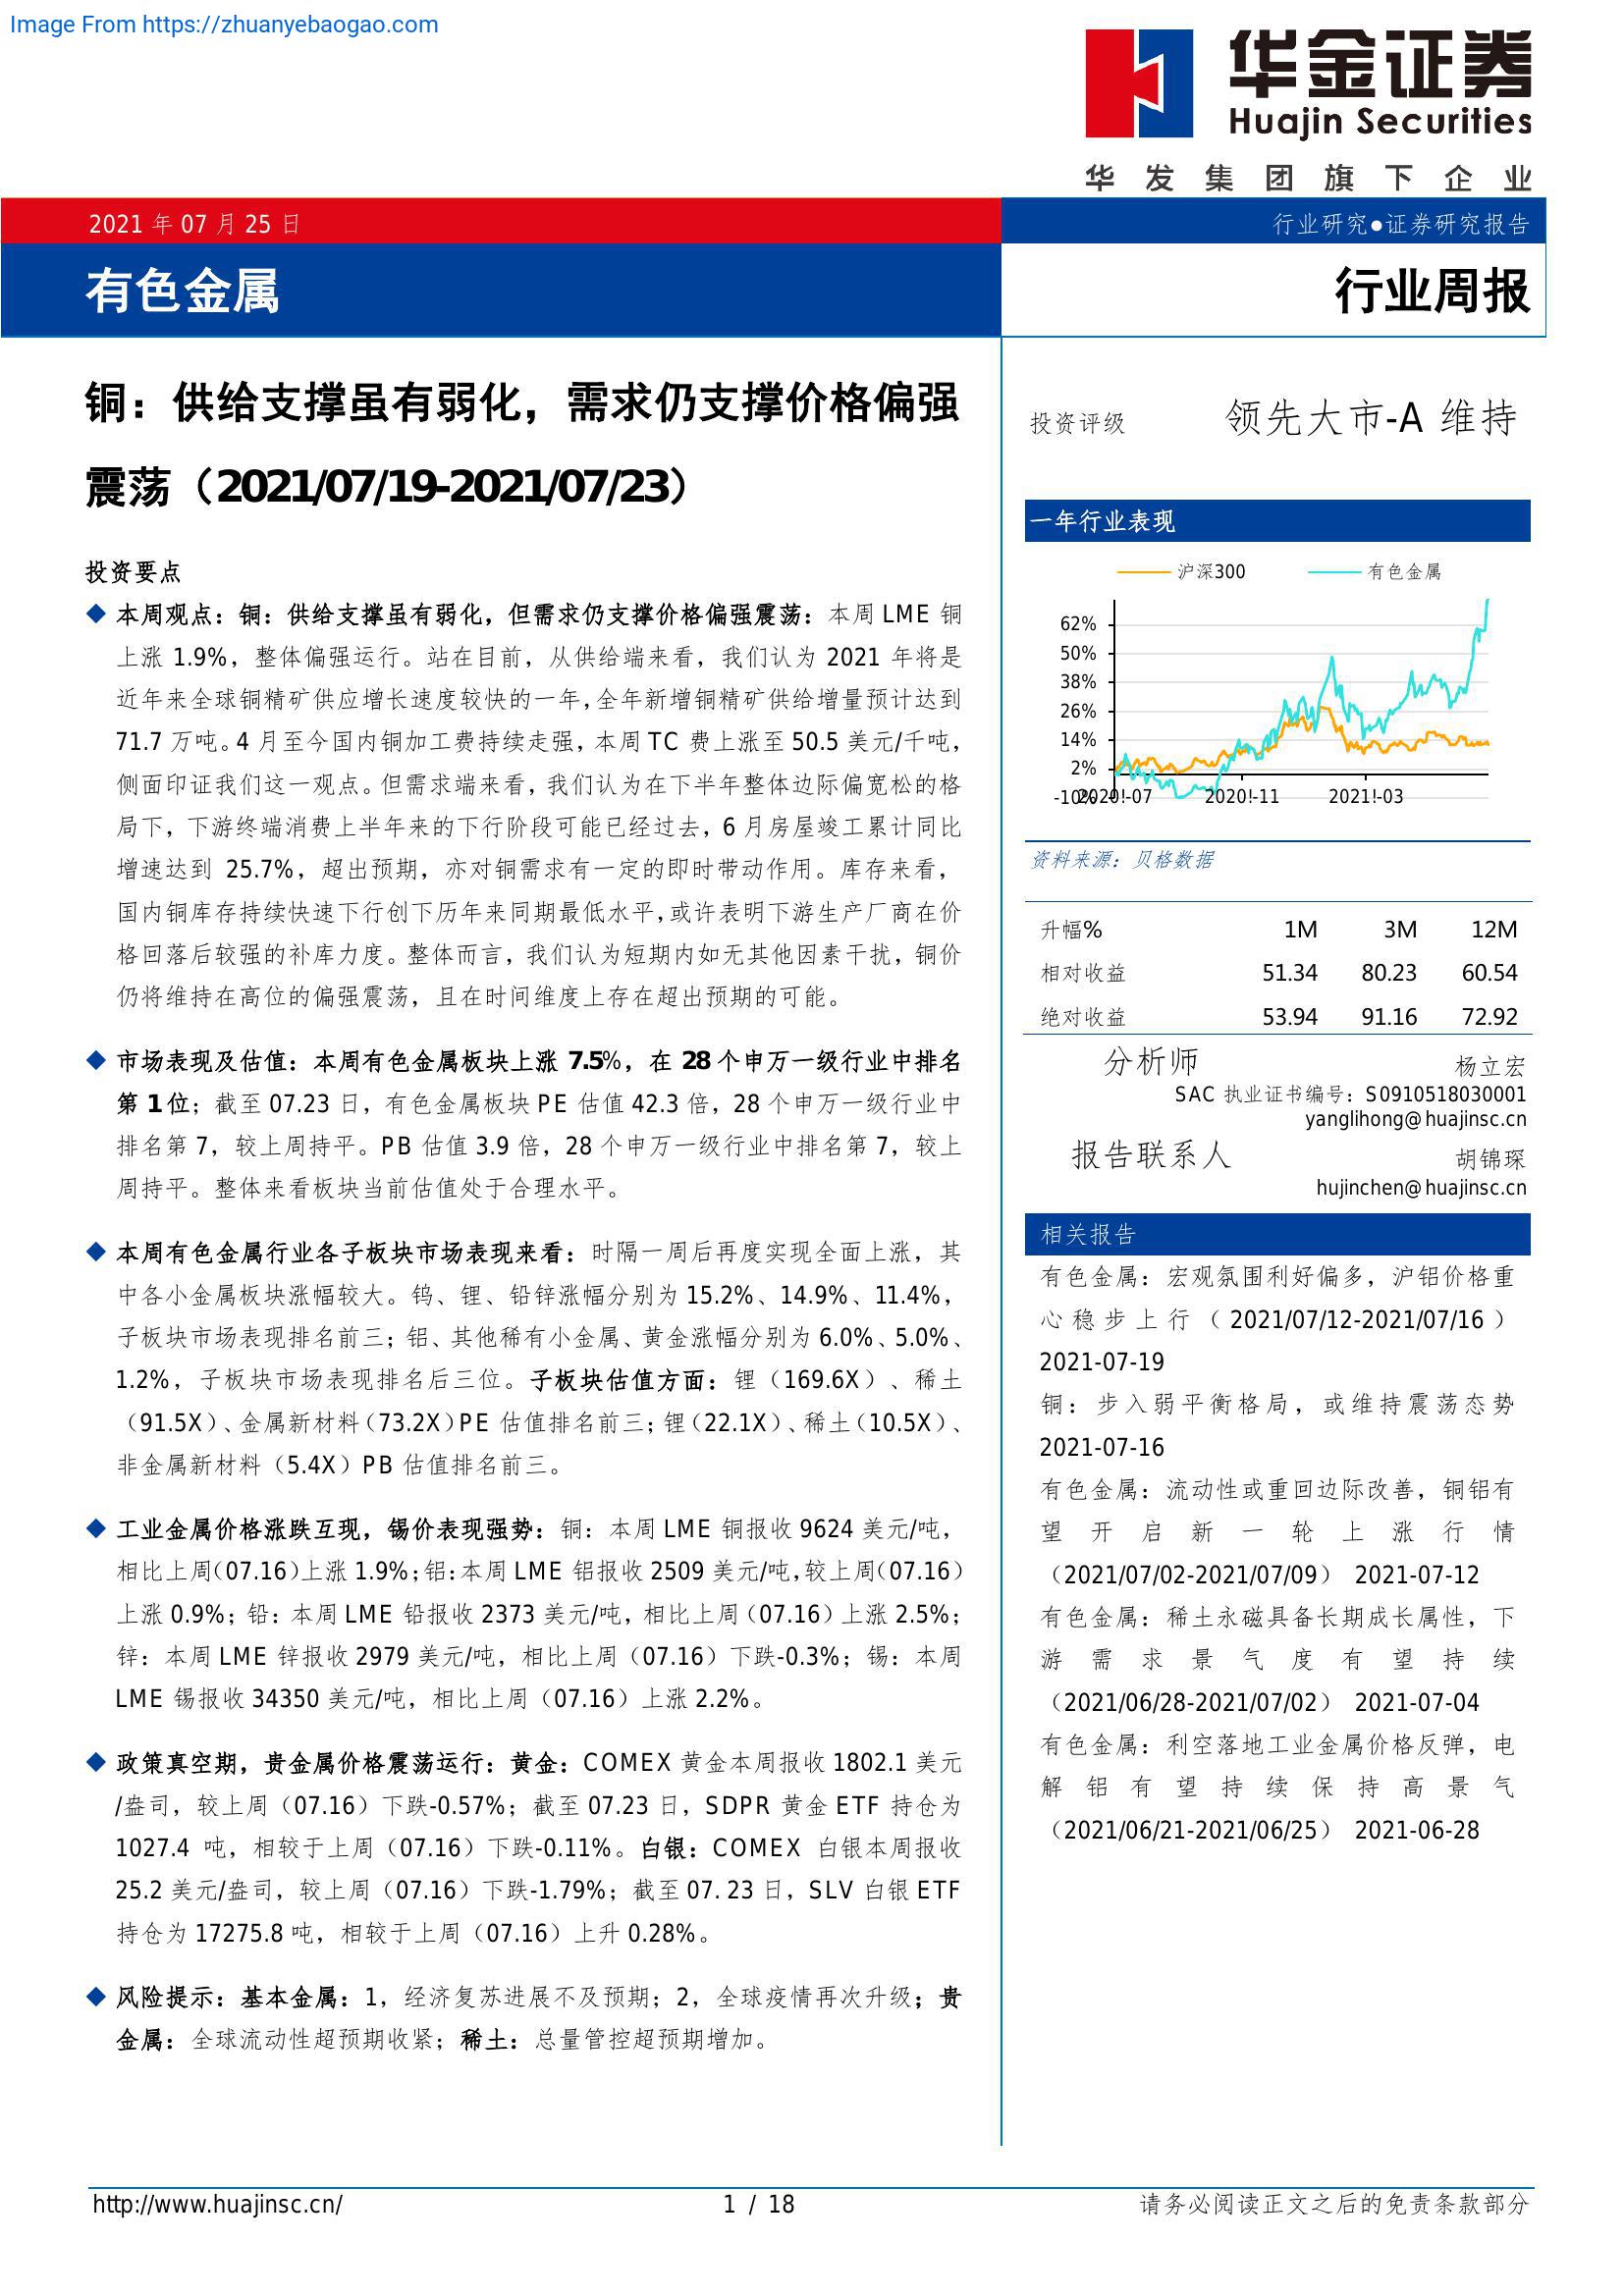 Image From https://zhuanyebaogao.com
华金证券
Huajin Securities
华发集团旗下企业
2021 年 07 月 25 日
行业研究●证券研究报告
有色金属
行业周报
铜：供给支撑虽有弱化，需求仍支撑价格偏强
震荡（2021/07/19-2021/07/23）
投资要点
◆ 本周观点：铜：供给支撑虽有弱化，但需求仍支撑价格偏强震荡：本周 LME 铜
上涨 1.9%，整体偏强运行。站在目前，从供给端来看，我们认为 2021 年将是
近年来全球铜精矿供应增长速度较快的一年，全年新增铜精矿供给增量预计达到
71.7 万吨。4 月至今国内铜加工费持续走强，本周 TC 费上涨至 50.5 美元/千吨，
侧面印证我们这一观点。但需求端来看，我们认为在下半年整体边际偏宽松的格
局下，下游终端消费上半年来的下行阶段可能已经过去，6 月房屋竣工累计同比
增速达到 25.7%，超出预期，亦对铜需求有一定的即时带动作用。库存来看，
国内铜库存持续快速下行创下历年来同期最低水平，或许表明下游生产厂商在价
格回落后较强的补库力度。整体而言，我们认为短期内如无其他因素干扰，铜价
仍将维持在高位的偏强震荡，且在时间维度上存在超出预期的可能。
◆ 市场表现及估值：本周有色金属板块上涨 7.5%，在 28 个申万一级行业中排名
第 1 位；截至 07.23 日，有色金属板块 PE 估值 42.3 倍，28 个申万一级行业中
排名第 7，较上周持平。PB 估值 3.9 倍，28 个申万一级行业中排名第 7，较上
周持平。整体来看板块当前估值处于合理水平。
◆ 本周有色金属行业各子板块市场表现来看：时隔一周后再度实现全面上涨，其
中各小金属板块涨幅较大。钨、锂、铅锌涨幅分别为 15.2%、14.9%、11.4%，
子板块市场表现排名前三；铝、其他稀有小金属、黄金涨幅分别为 6.0%、5.0%、
1.2%，子板块市场表现排名后三位。子板块估值方面：锂（169.6X）、稀土
（91.5X）、金属新材料（73.2X）PE 估值排名前三；锂（22.1X）、稀土（10.5X）、
非金属新材料（5.4X）PB 估值排名前三。
◆ 工业金属价格涨跌互现，锡价表现强势：铜：本周 LME 铜报收 9624 美元/吨，
相比上周（07.16）上涨 1.9%；铝：本周 LME 铝报收 2509 美元/吨，较上周（07.16）
上涨 0.9%；铅：本周 LME 铅报收 2373 美元/吨，相比上周（07.16）上涨 2.5%；
锌：本周 LME 锌报收 2979 美元/吨，相比上周（07.16）下跌-0.3%；锡：本周
LME 锡报收 34350 美元/吨，相比上周（07.16）上涨 2.2%。
◆ 政策真空期，贵金属价格震荡运行：黄金：COMEX 黄金本周报收 1802.1 美元
/盎司，较上周（07.16）下跌-0.57%；截至 07.23 日，SDPR 黄金 ETF 持仓为
1027.4 吨，相较于上周（07.16）下跌-0.11%。白银：COMEX 白银本周报收
25.2 美元/盎司，较上周（07.16）下跌-1.79%；截至 07. 23 日，SLV 白银 ETF
持仓为 17275.8 吨，相较于上周（07.16）上升 0.28%。
◆ 风险提示：基本金属：1，经济复苏进展不及预期；2，全球疫情再次升级；贵
金属：全球流动性超预期收紧；稀土：总量管控超预期增加。
投资评级 领先大市-A 维持
一年行业表现
沪深300 有色金属
62%
50%
38%
26%
14%
2%
-10%
2020!-07 2020!-11 2021!-03
资料来源：贝格数据
升幅% 1M 3M 12M
相对收益 51.34 80.23 60.54
绝对收益 53.94 91.16 72.92
分析师 杨立宏
SAC 执业证书编号：S0910518030001
yanglihong@huajinsc.cn
报告联系人 胡锦琛
hujinchen@huajinsc.cn
相关报告
有色金属：宏观氛围利好偏多，沪铝价格重
心稳步上行（2021/07/12-2021/07/16）
2021-07-19
铜：步入弱平衡格局，或维持震荡态势
2021-07-16
有色金属：流动性或重回边际改善，铜铝有
望开启新一轮上涨行情
（2021/07/02-2021/07/09） 2021-07-12
有色金属：稀土永磁具备长期成长属性，下
游需求景气度有望持续
（2021/06/28-2021/07/02） 2021-07-04
有色金属：利空落地工业金属价格反弹，电
解铝有望持续保持高景气
（2021/06/21-2021/06/25） 2021-06-28
http://www.huajinsc.cn/
1 / 18
请务必阅读正文之后的免责条款部分